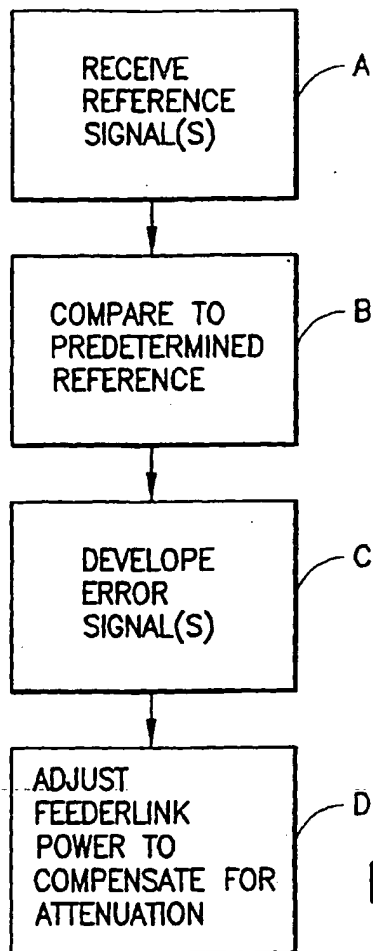 RECEIVE
REFERENCE
SIGNAL(S)
A
COMPARE TO
PREDETERMINED
REFERENCE
B
DEVELOPE
ERROR
SIGNAL(S)
C
ADJUST
FEEDERLINK
POWER TO
COMPENSATE FOR
ATTENUATION
D